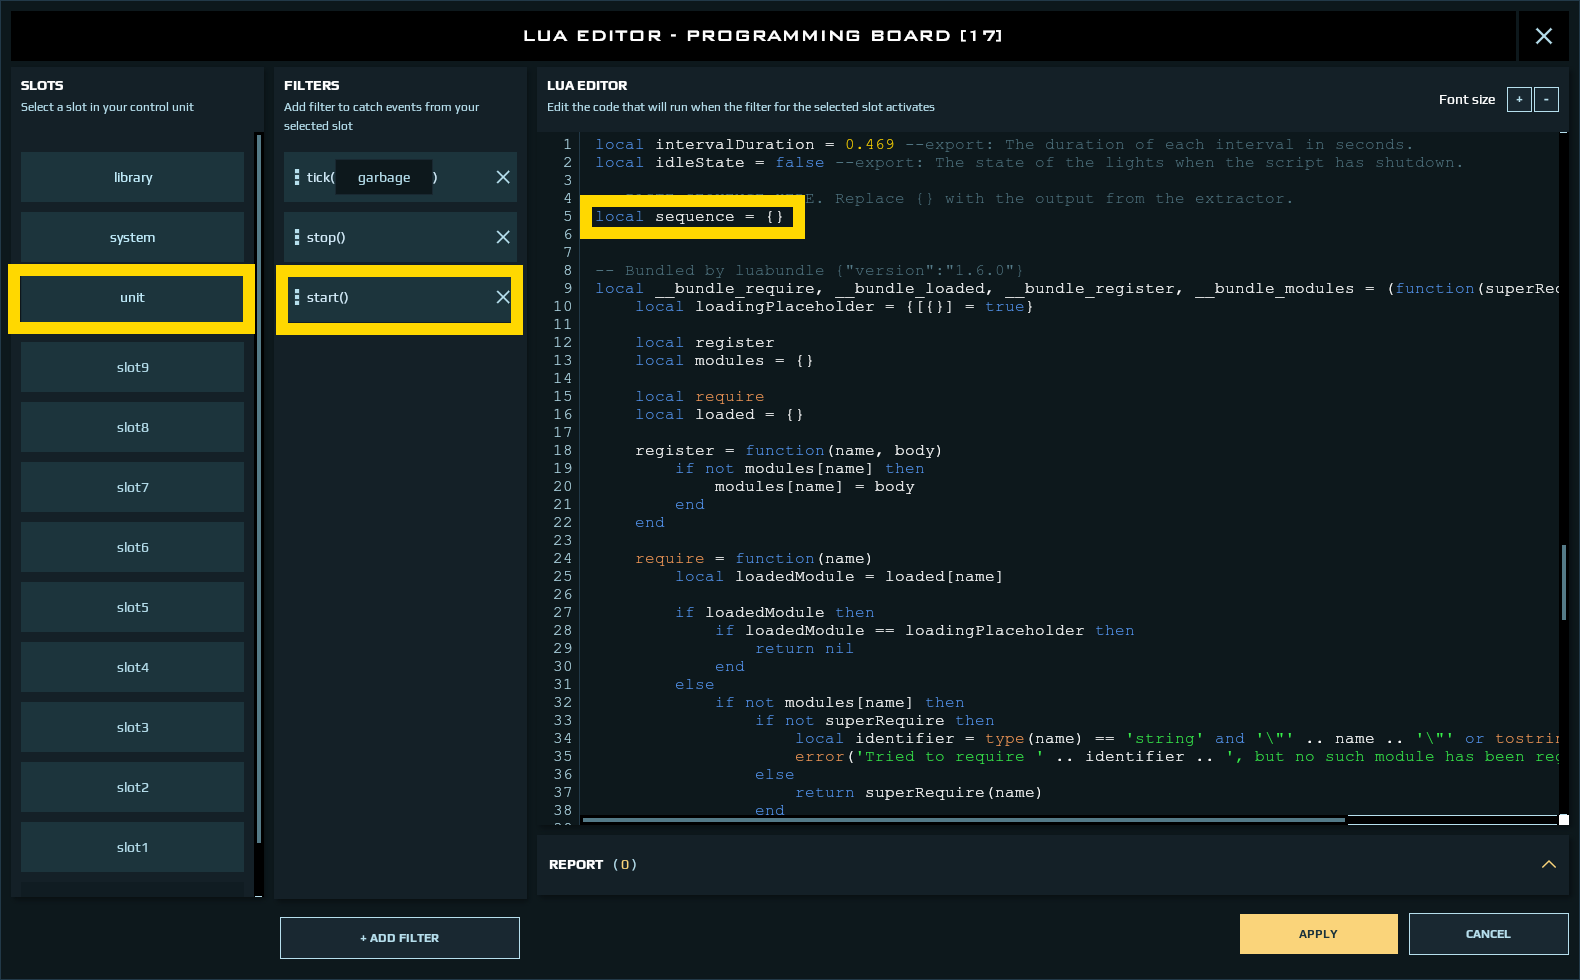 LUA EDITOR - PROGRAMMING BOARD [17]
SLOTS
Select a slot in your control unit
library
system
unit
slot9
slot8
slot7
slot6
slot5
slot4
slot3
slot2
slot1
FILTERS
Add filter to catch events from your
selected slot
tick( garbage )
stop()
start()
+ ADD FILTER
LUA EDITOR
Edit the code that will run when the filter for the selected slot activates
Font size + -
1 local intervalDuration = 0.469 --export: The duration of each interval in seconds.
2 local idleState = false --export: The state of the lights when the script has shutdown.
3
4 Replace {} with the output from the extractor.
5 local sequence = {}
6
7
8 -- Bundled by luabundle {"version":"1.6.0"}
9 local __bundle_require, __bundle_loaded, __bundle_register, __bundle_modules = (function(superReq
10 local loadingPlaceholder = {[{}] = true}
11
12 local register
13 local modules = {}
14
15 local require
16 local loaded = {}
17
18 register = function(name, body)
19 if not modules[name] then
20 modules[name] = body
21 end
22 end
23
24 require = function(name)
25 local loadedModule = loaded[name]
26
27 if loadedModule then
28 if loadedModule == loadingPlaceholder then
29 return nil
30 end
31 else
32 if not modules[name] then
33 if not superRequire then
34 local identifier = type(name) == 'string' and '\"' .. name .. '\"' or tostrin
35 error('Tried to require ' .. identifier .. ', but no such module has been reg
36 else
37 return superRequire(name)
38 end
REPORT (0)
APPLY
CANCEL